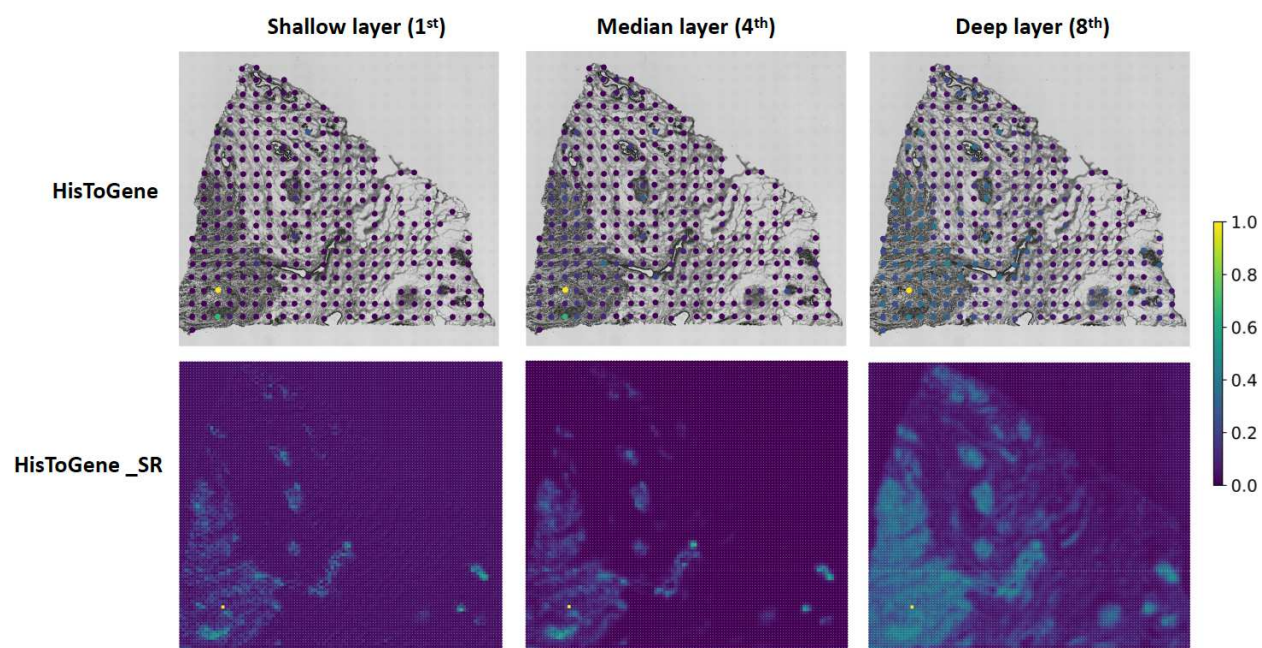 Shallow layer (1st)
Median layer (4th)
Deep layer (8th)
HisToGene
1.0
0.8
0.6
0.4
0.2
0.0
HisToGene _SR